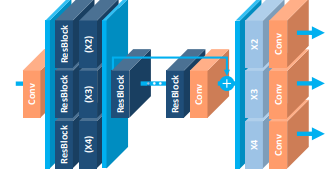 Conv
ResBlock
(X2)
ResBlock
(X3)
ResBlock
(X4)
ResBlock
ResBlock
Conv
X2
Conv
X3
Conv
X4
Conv